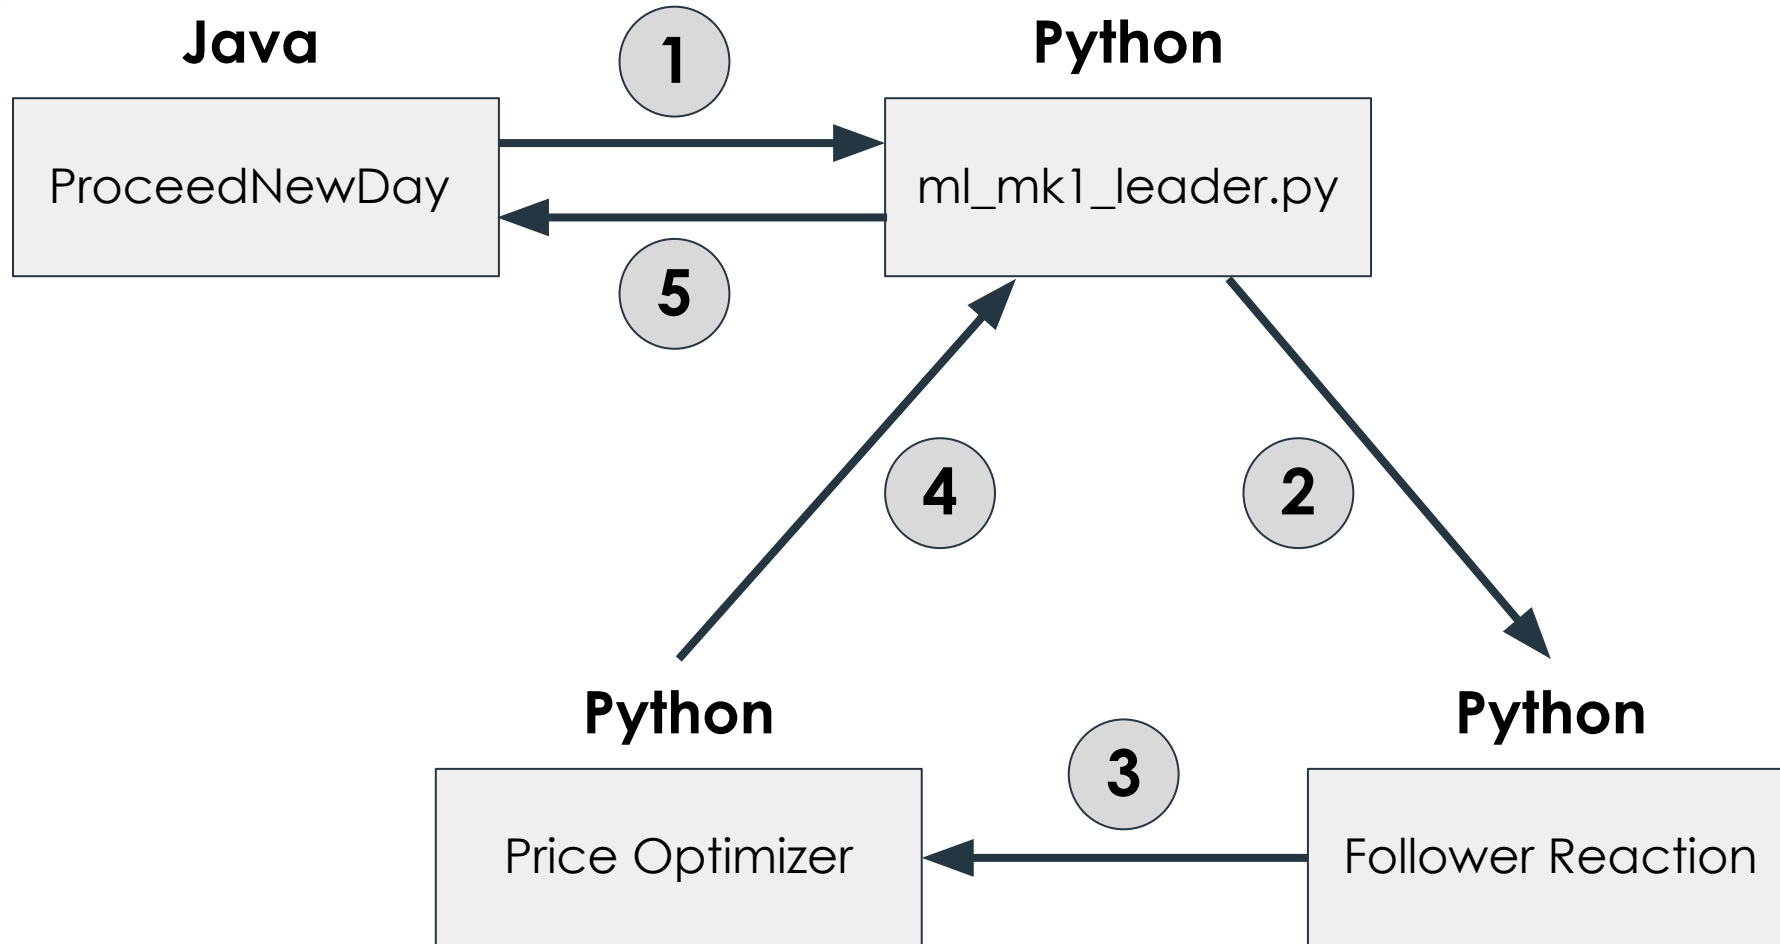 Java
1
Python
ProceedNewDay
ml_mk1_leader.py
5
4
2
Python
Python
3
Price Optimizer
Follower Reaction